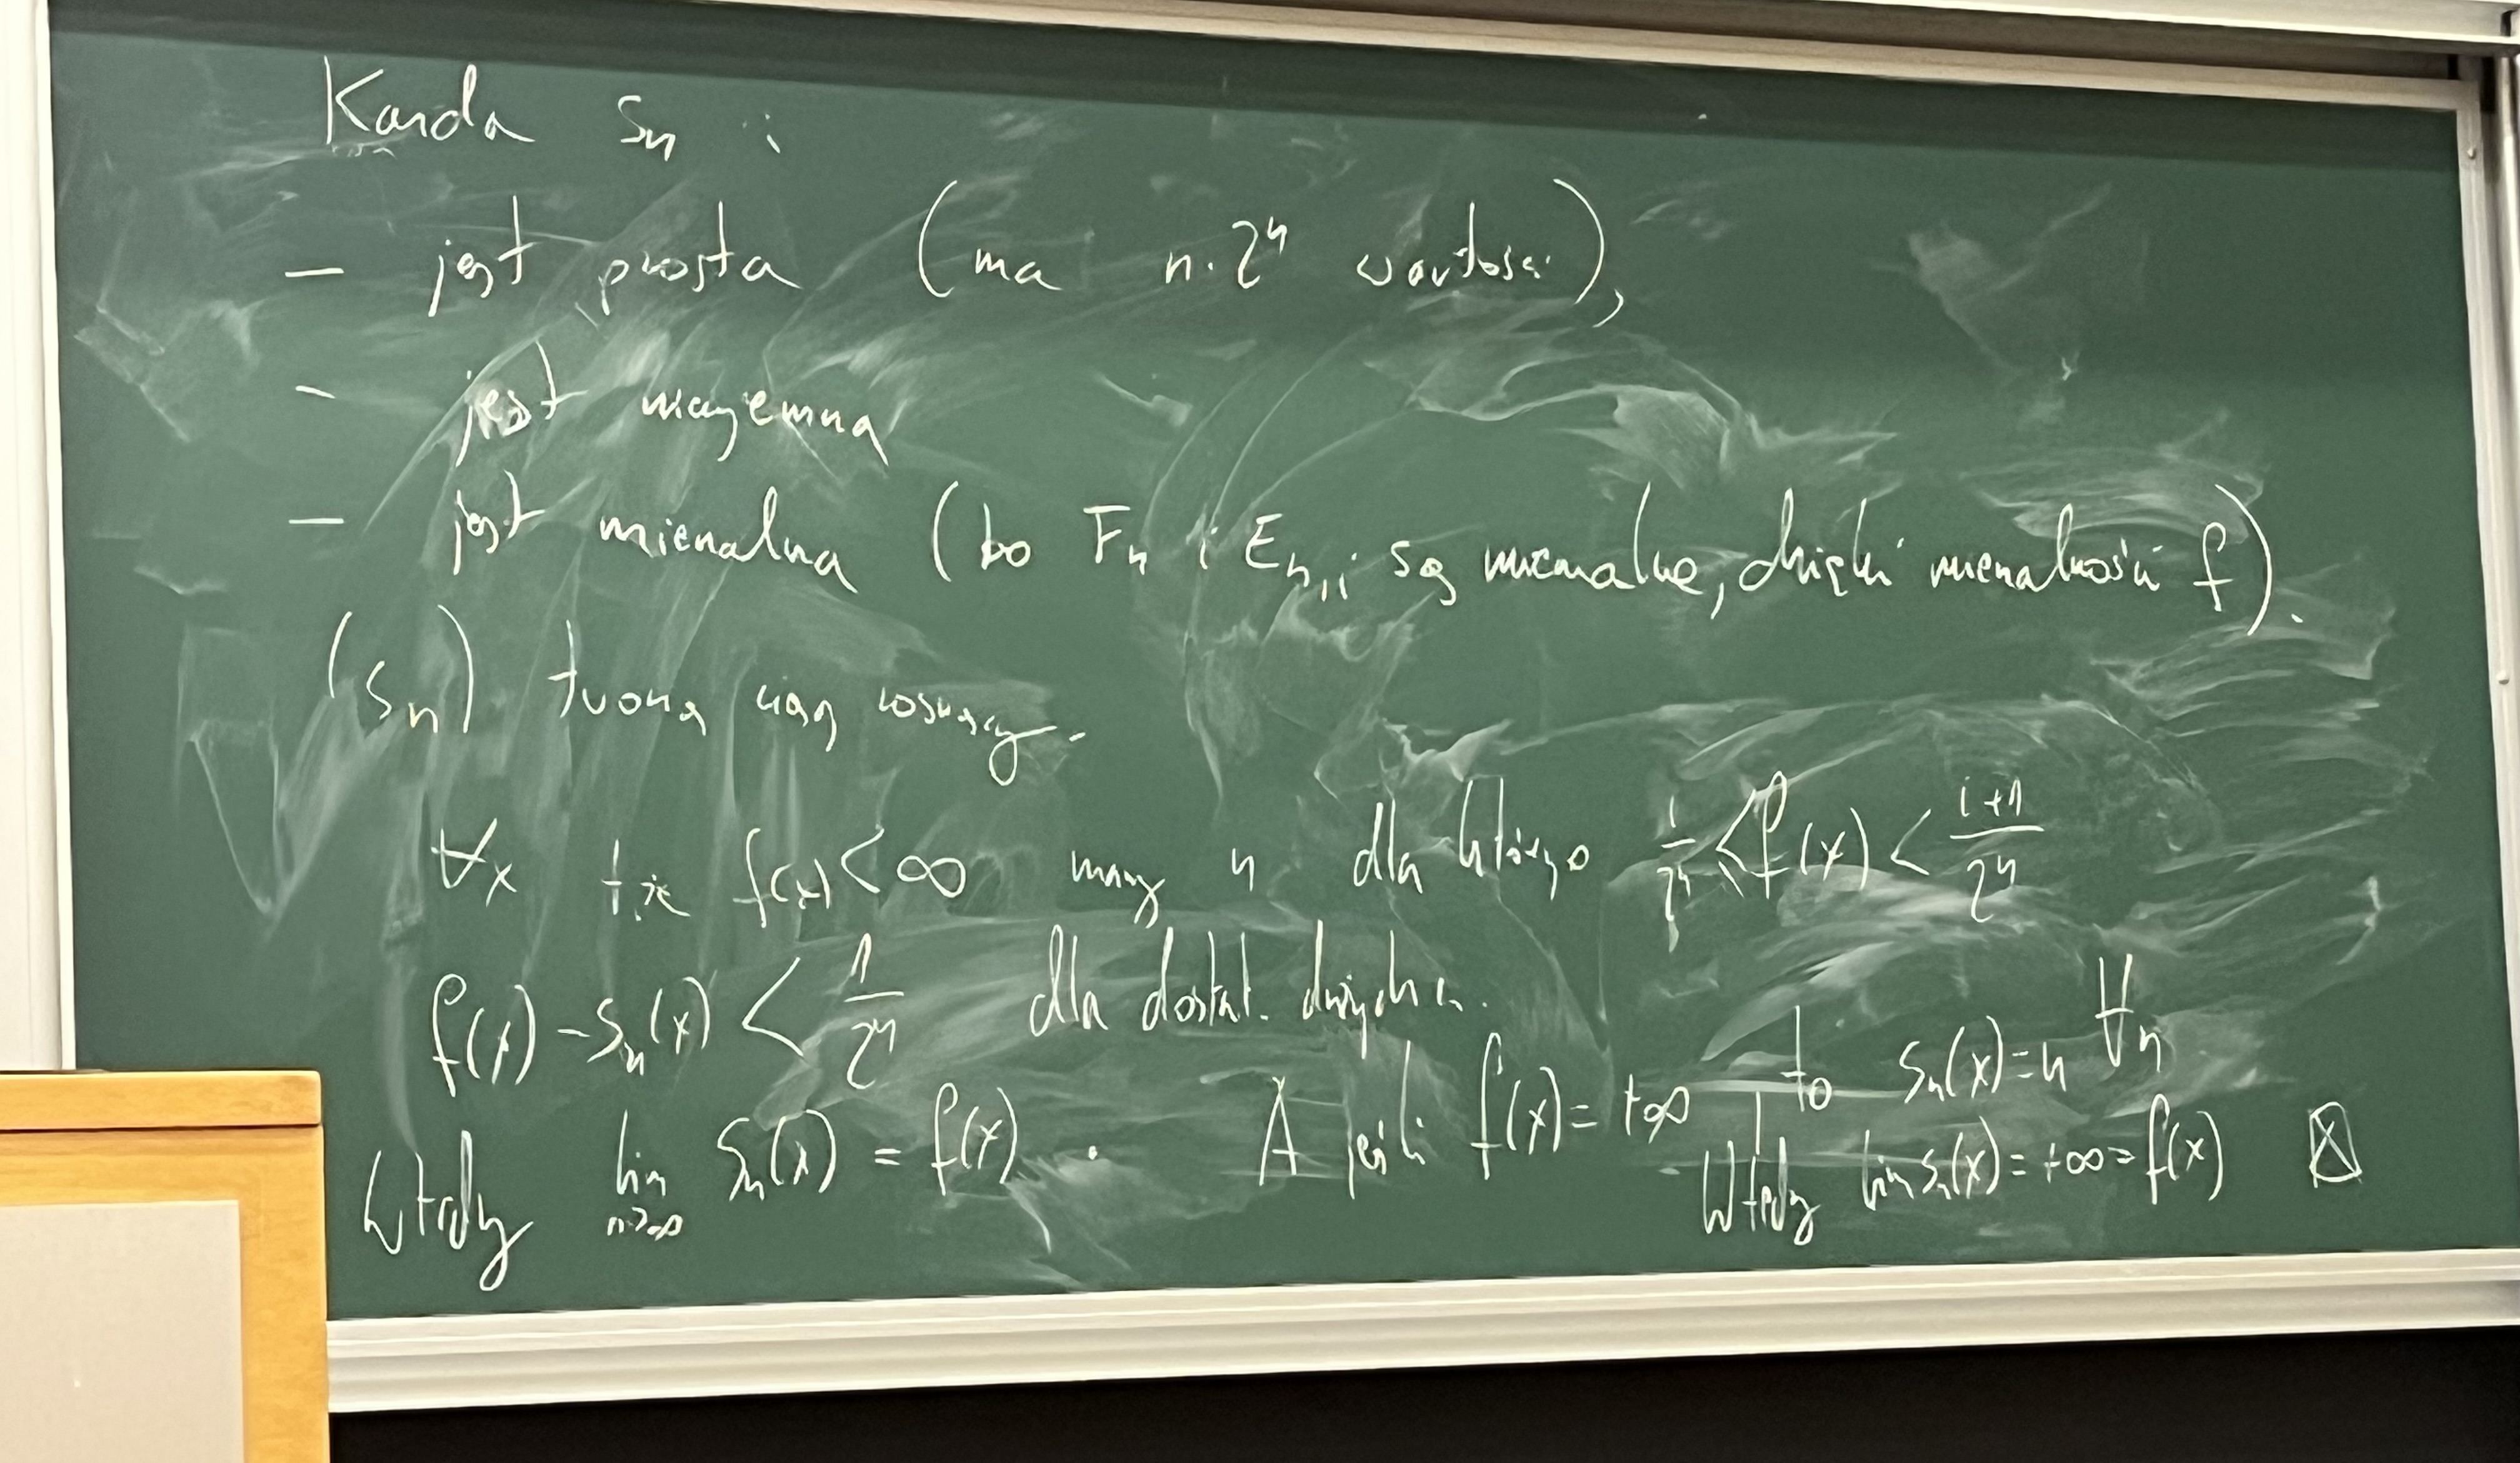 Każda Sn :
– jest prosta (ma n·2ⁿ wartości),
– jest nieujemna
– jest mierzalna (bo Fn i En,i są mierzalne, dzięki mierzalności f).
(Sn) tworzą ciąg rosnący.
∀x t.że f(x)<∞ mamy n dla którego i/2ⁿ < f(x) < (i+1)/2ⁿ
f(x) – Sn(x) < 1/2ⁿ dla dostat. dużych n.
Wtedy lim n→∞ Sn(x) = f(x). A jeśli f(x)=+∞ to Sn(x)=n ∀n
Wtedy lim Sn(x)=+∞=f(x)